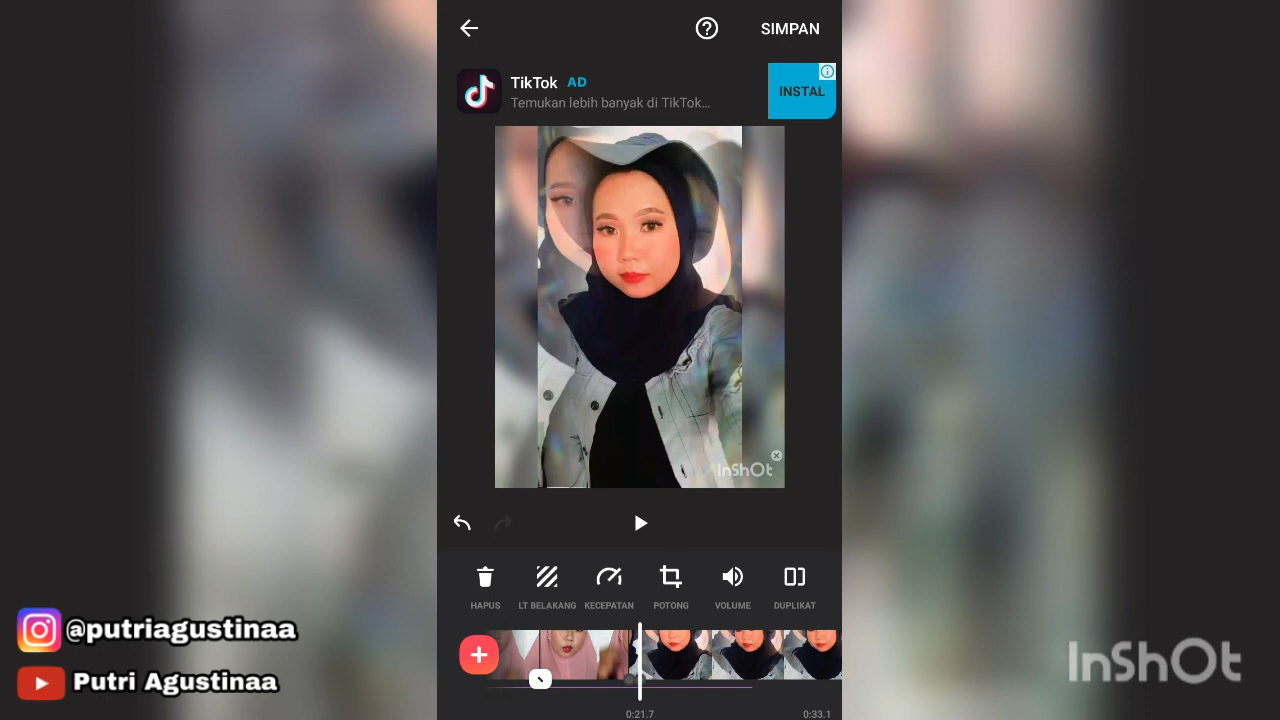 SIMPAN
TikTok AD
Temukan lebih banyak di TikTok...
INSTAL
InShOt
HAPUS
LT BELAKANG
KECEPATAN
POTONG
VOLUME
DUPLIKAT
0:21.7
0:33.1
@putriagustinaa
Putri Agustinaa
InShOt